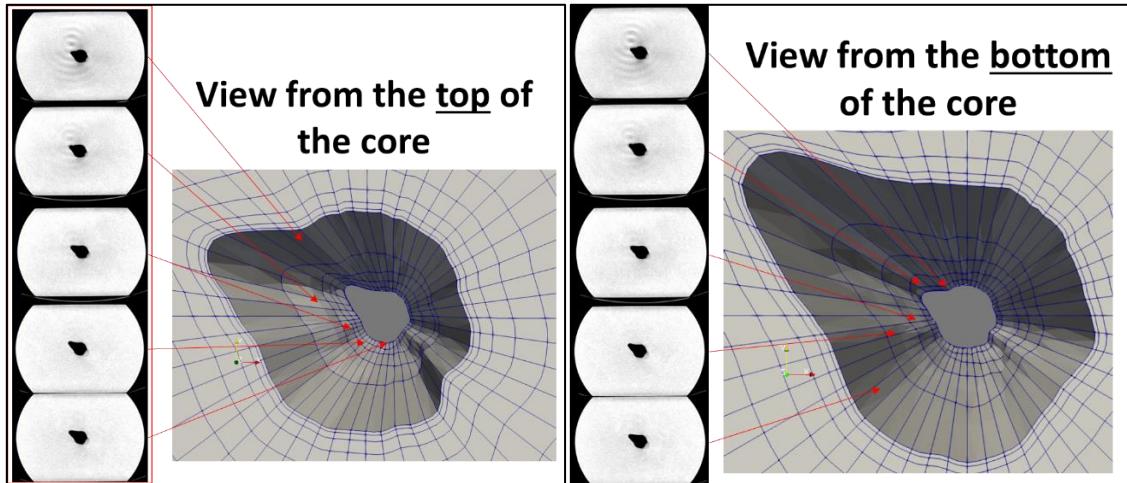 View from the top of
the core
View from the bottom
of the core